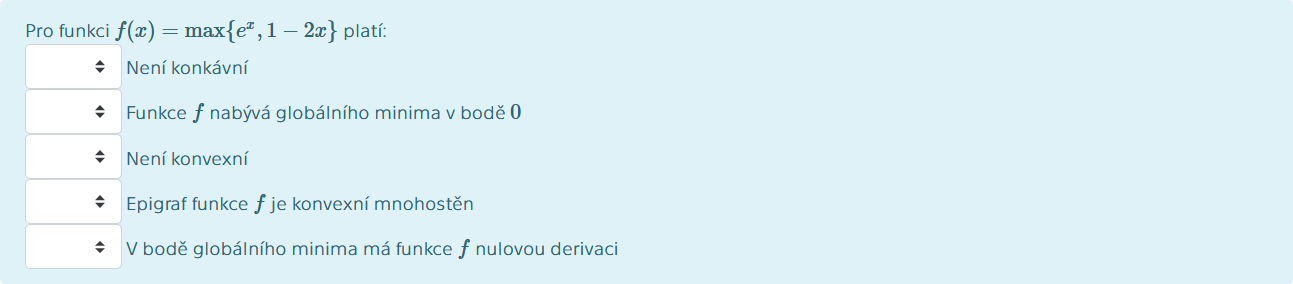 Pro funkci f(x) = max{eˣ, 1 − 2x} platí:
Není konkávní
Funkce f nabývá globálního minima v bodě 0
Není konvexní
Epigraf funkce f je konvexní mnohostěn
V bodě globálního minima má funkce f nulovou derivaci